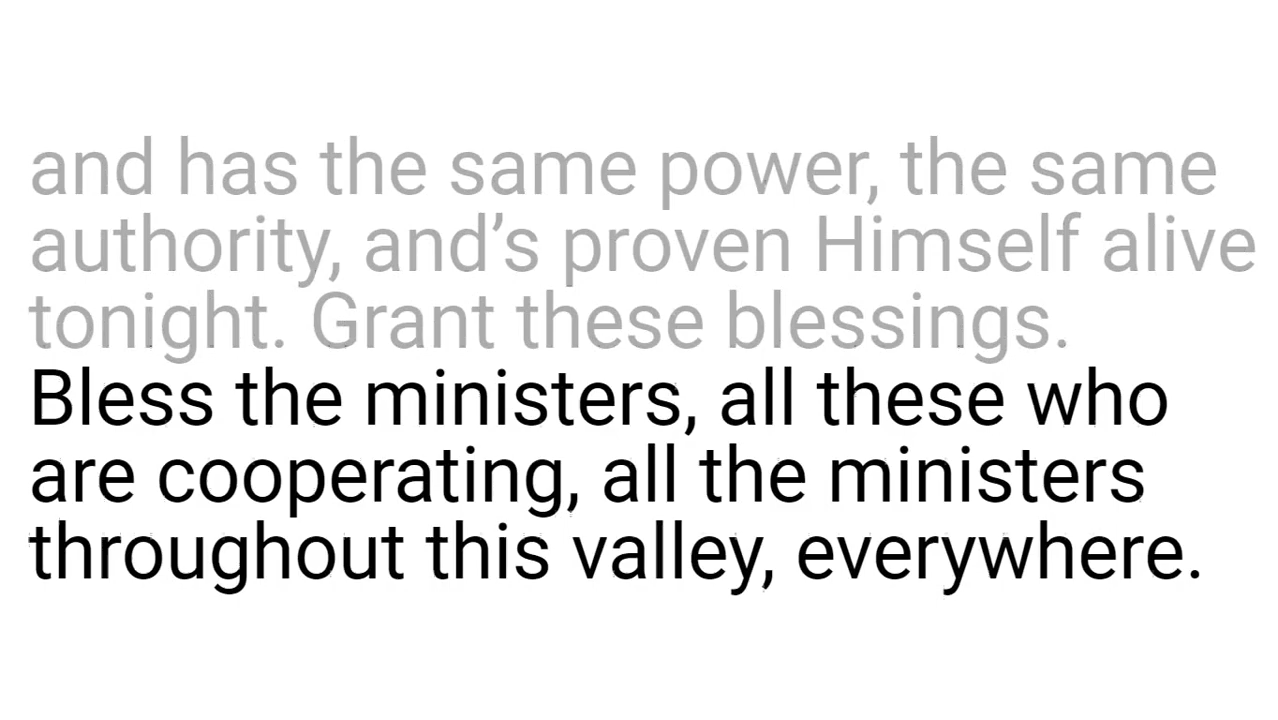 and has the same power, the same
authority, and’s proven Himself alive
tonight. Grant these blessings.
Bless the ministers, all these who
are cooperating, all the ministers
throughout this valley, everywhere.